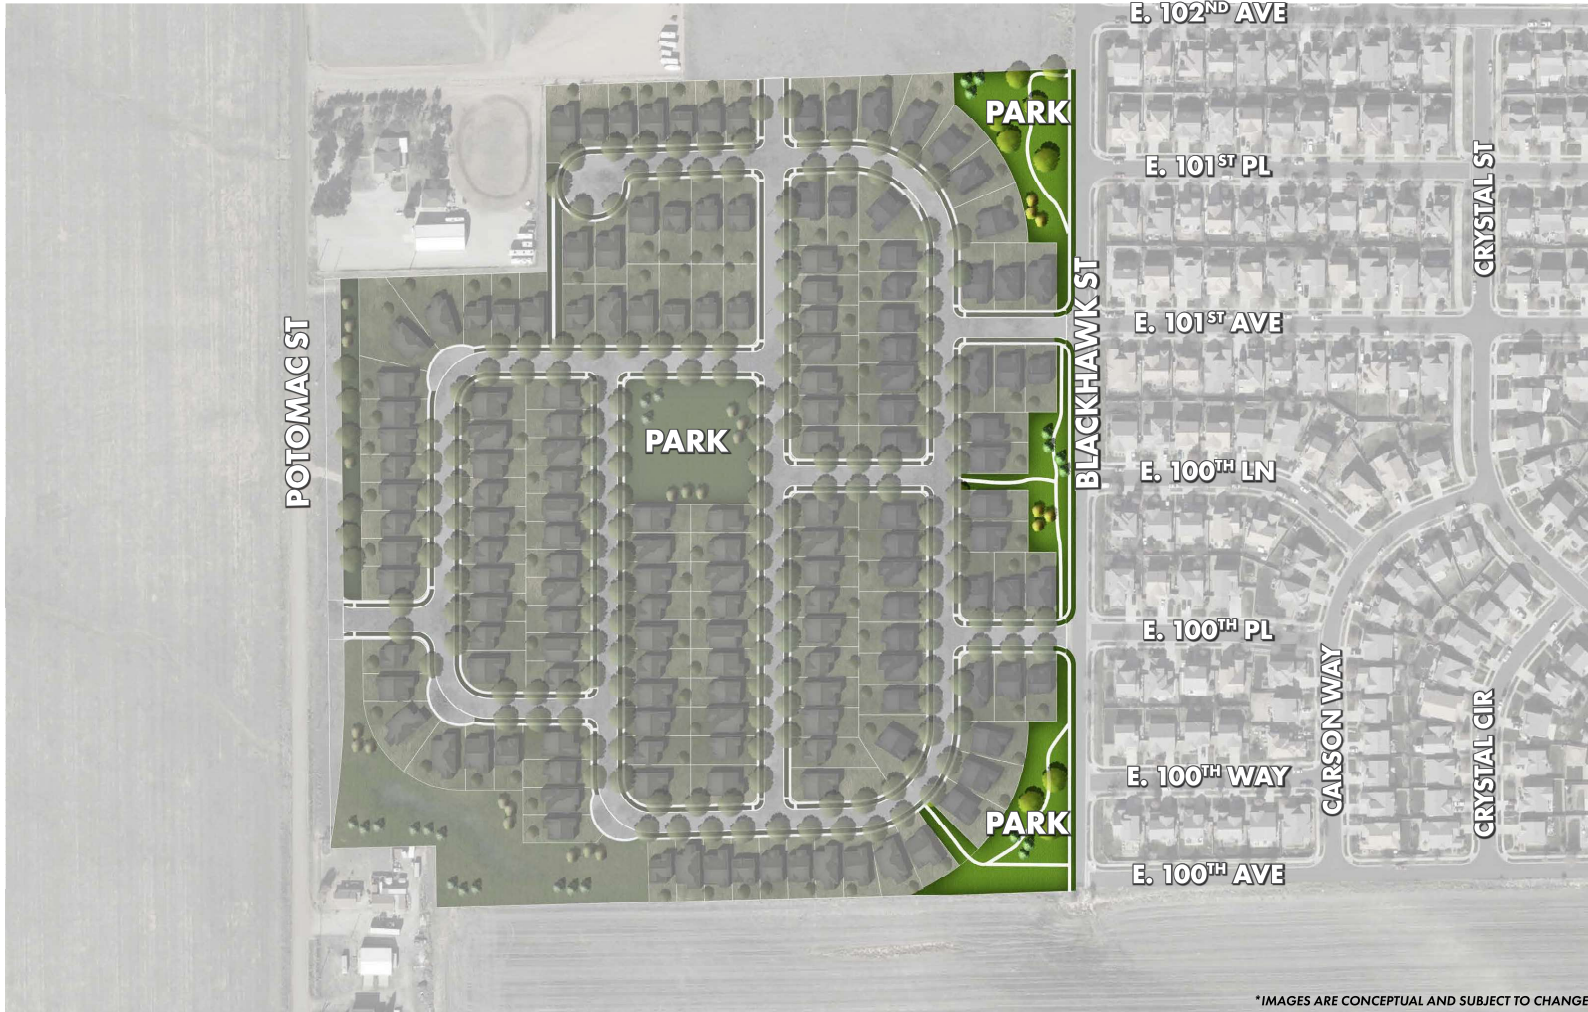 E. 102ND AVE
PARK
E. 101ST PL
CRYSTAL ST
BLACKHAWK ST
E. 101ST AVE
POTOMAC ST
PARK
E. 100TH LN
E. 100TH PL
CARSON WAY
CRYSTAL CIR
E. 100TH WAY
PARK
E. 100TH AVE
*IMAGES ARE CONCEPTUAL AND SUBJECT TO CHANGE